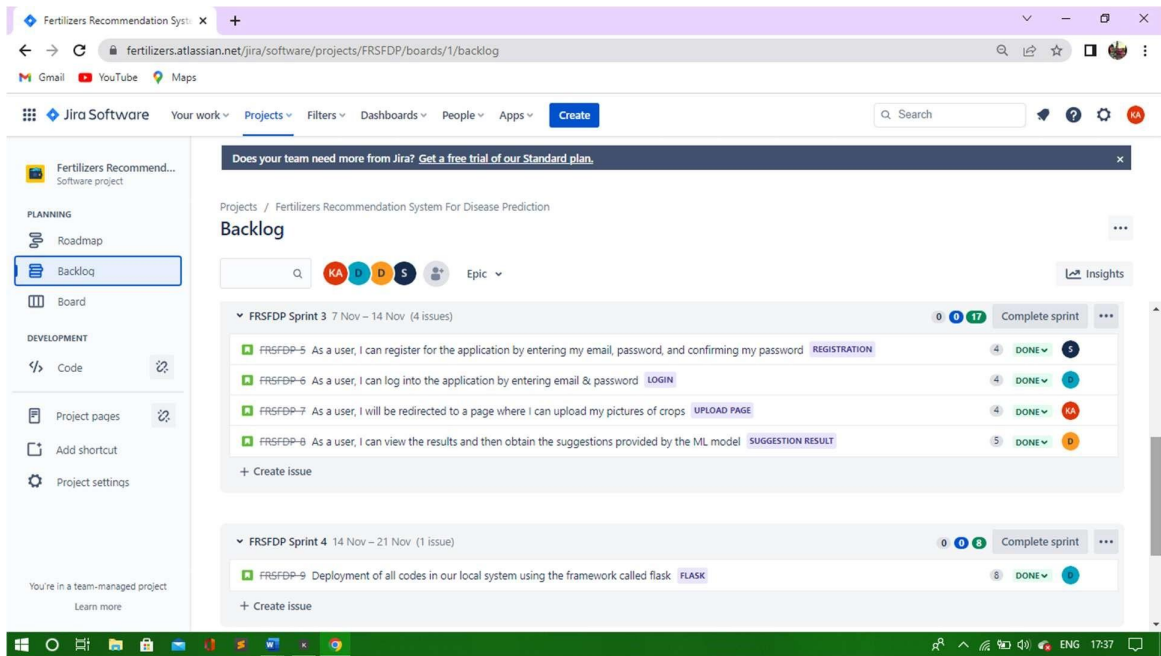 Fertilizers Recommendation Syste
fertilizers.atlassian.net/jira/software/projects/FRSFDP/boards/1/backlog
Gmail YouTube Maps
Jira Software Your work Projects Filters Dashboards People Apps Create Search KA
Does your team need more from Jira? Get a free trial of our Standard plan.
Fertilizers Recommend...
Software project
PLANNING
Roadmap
Backlog
Board
DEVELOPMENT
Code
Project pages
Add shortcut
Project settings
You're in a team-managed project
Learn more
Projects / Fertilizers Recommendation System For Disease Prediction
Backlog
KA D D S Epic Insights
FRSFDP Sprint 3 7 Nov – 14 Nov (4 issues) 0 0 17 Complete sprint
FRSFDP-5 As a user, I can register for the application by entering my email, password, and confirming my password REGISTRATION 4 DONE S
FRSFDP-6 As a user, I can log into the application by entering email & password LOGIN 4 DONE D
FRSFDP-7 As a user, I will be redirected to a page where I can upload my pictures of crops UPLOAD PAGE 4 DONE KA
FRSFDP-8 As a user, I can view the results and then obtain the suggestions provided by the ML model SUGGESTION RESULT 5 DONE D
+ Create issue
FRSFDP Sprint 4 14 Nov – 21 Nov (1 issue) 0 0 8 Complete sprint
FRSFDP-9 Deployment of all codes in our local system using the framework called flask FLASK 8 DONE D
+ Create issue
ENG 17:37